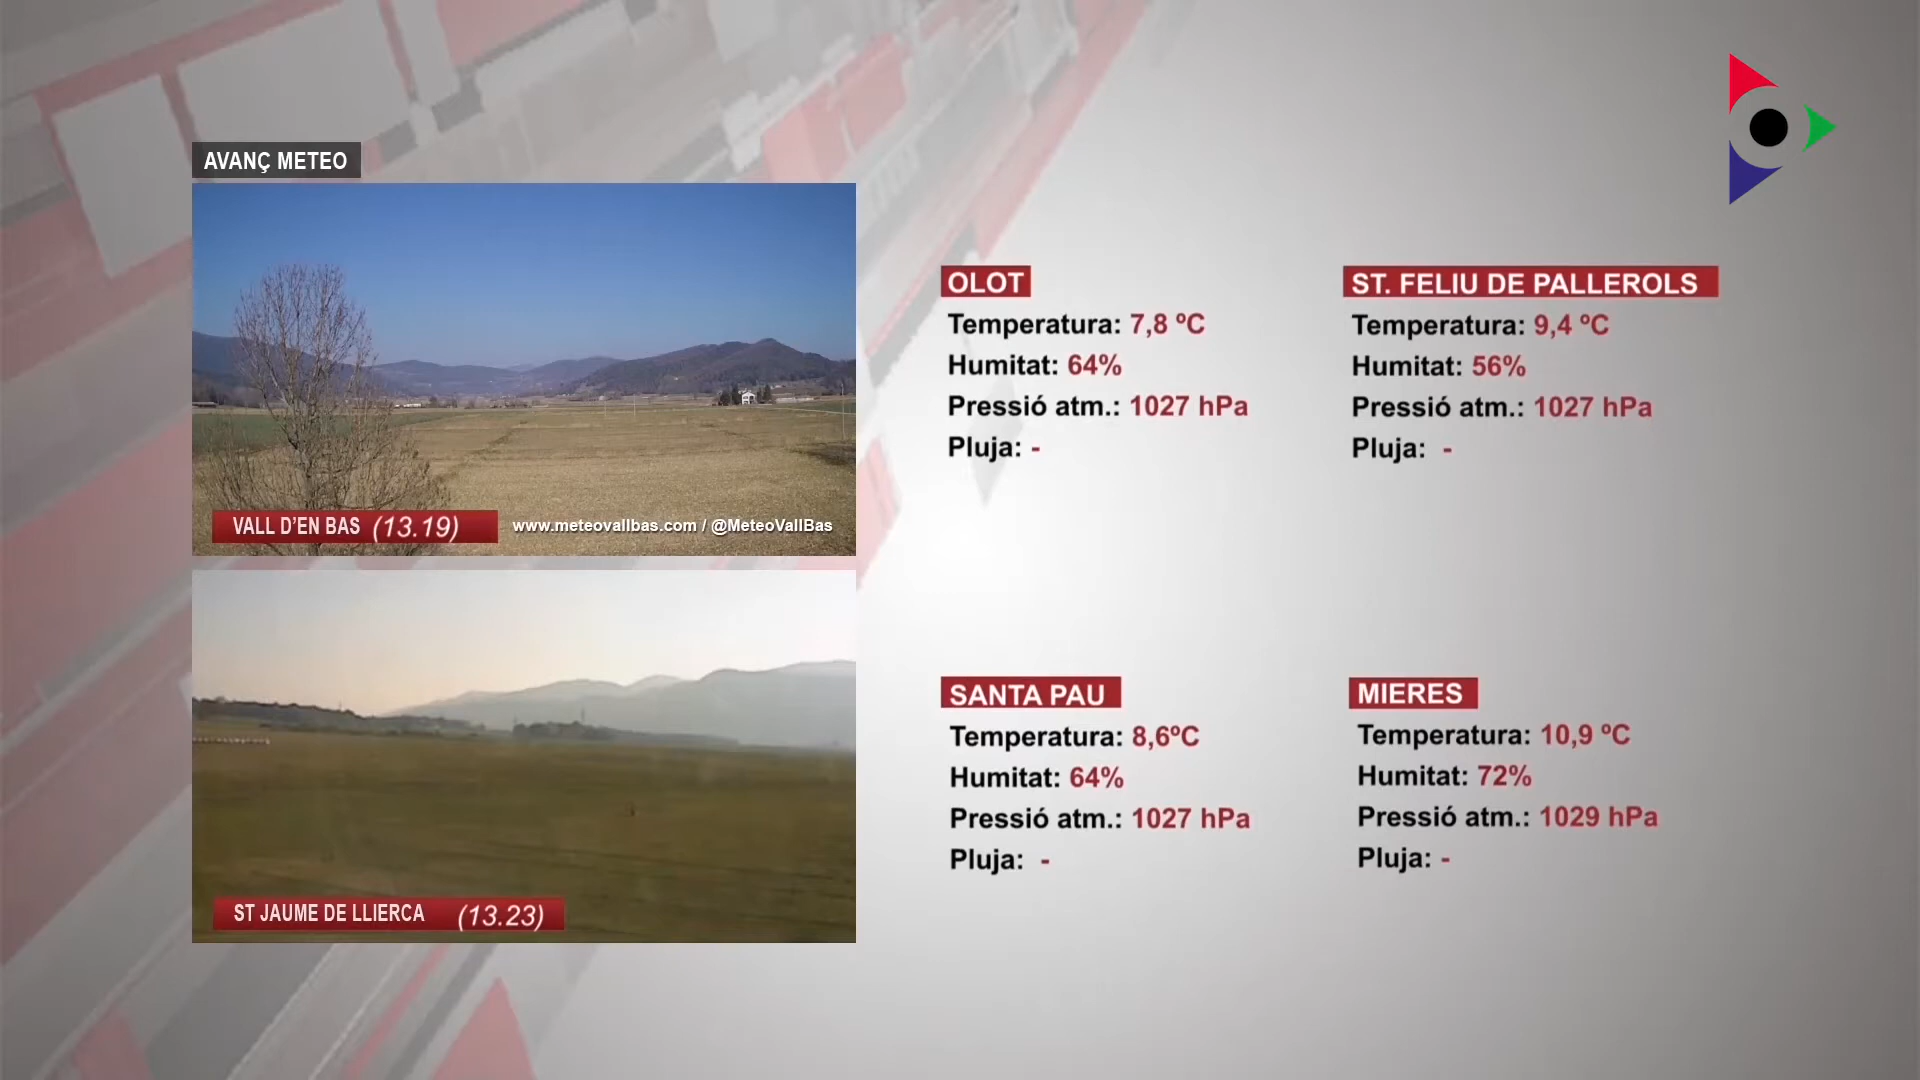 AVANÇ METEO
VALL D'EN BAS (13.19)
www.meteovallbas.com / @MeteoVallBas
ST JAUME DE LLIERCA (13.23)
OLOT
Temperatura: 7,8 ºC
Humitat: 64%
Pressió atm.: 1027 hPa
Pluja: -
ST. FELIU DE PALLEROLS
Temperatura: 9,4 ºC
Humitat: 56%
Pressió atm.: 1027 hPa
Pluja: -
SANTA PAU
Temperatura: 8,6ºC
Humitat: 64%
Pressió atm.: 1027 hPa
Pluja: -
MIERES
Temperatura: 10,9 ºC
Humitat: 72%
Pressió atm.: 1029 hPa
Pluja: -